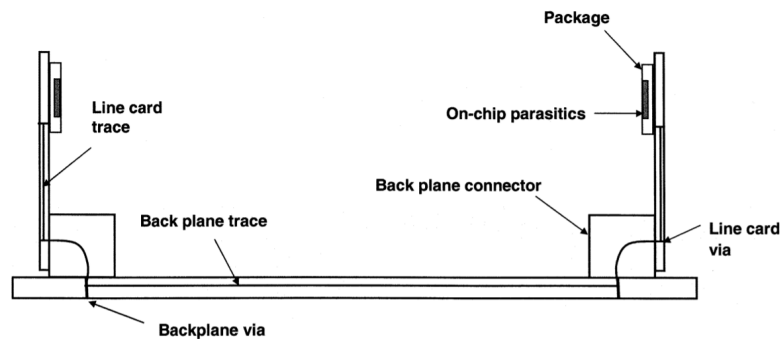 Package
Line card
trace
On-chip parasitics
Back plane connector
Back plane trace
Line card
via
Backplane via